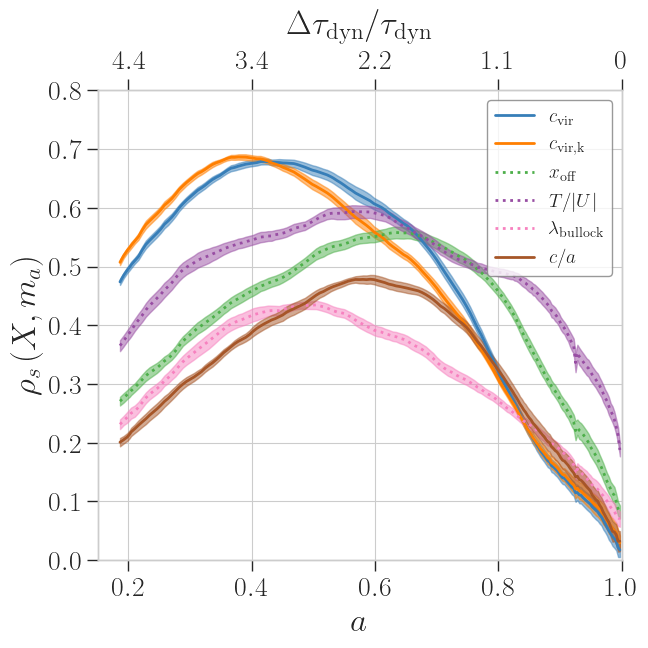 Δτdyn/τdyn
4.4 3.4 2.2 1.1 0
0.8
0.7
0.6
0.5
0.4
0.3
0.2
0.1
0.0
ρs(X, ma)
cvir
cvir,k
xoff
T/|U|
λbullock
c/a
0.2 0.4 0.6 0.8 1.0
a